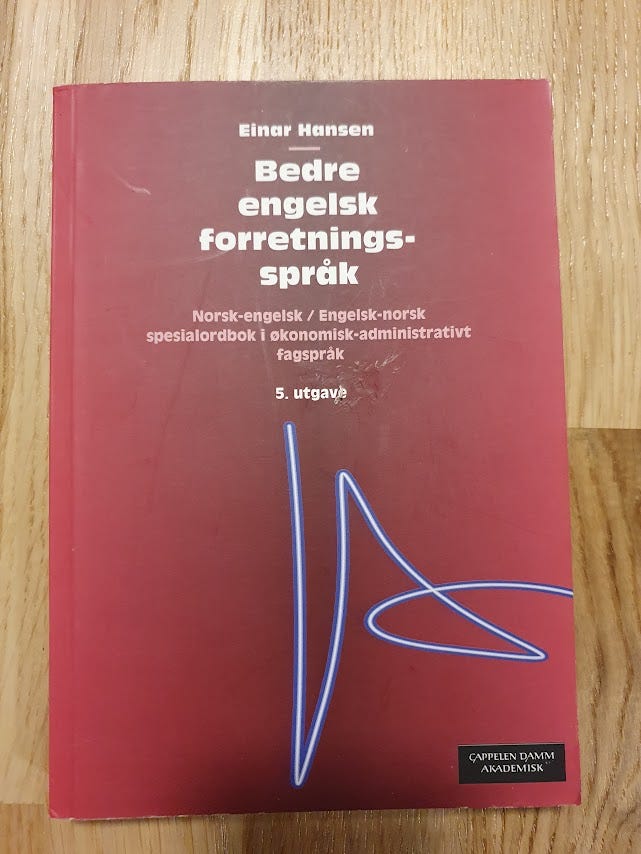 Einar Hansen
Bedre
engelsk
forretnings-
språk
Norsk-engelsk / Engelsk-norsk
spesialordbok i økonomisk-administrativt
fagspråk
5. utgave
CAPPELEN DAMM
AKADEMISK